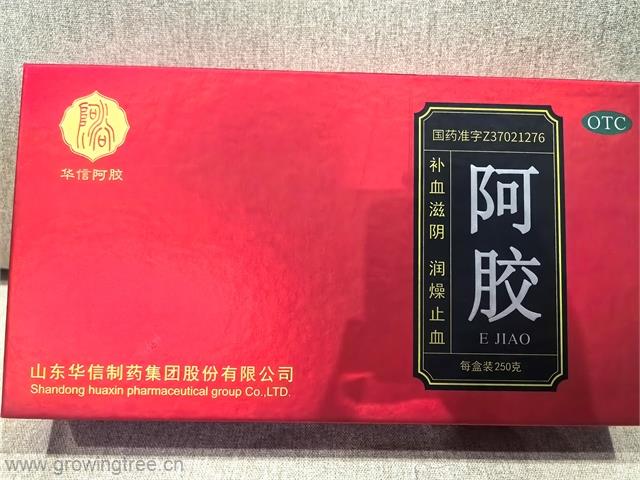 华信阿胶
OTC
国药准字Z37021276
补血滋阴 润燥止血
阿胶
E JIAO
每盒装250克
山东华信制药集团股份有限公司
Shandong huaxin pharmaceutical group Co.,LTD.
www.growingtree.cn